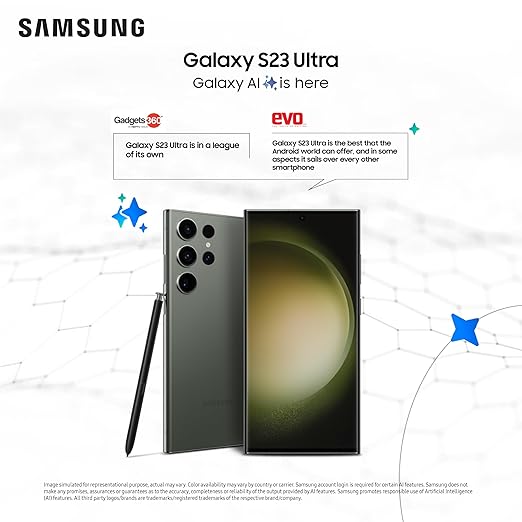 SAMSUNG
Galaxy S23 Ultra
Galaxy AI is here
Gadgets 360
evo
Galaxy S23 Ultra is in a league
of its own
Galaxy S23 Ultra is the best that the
Android world can offer, and in some
aspects it sails over every other
smartphone
SAMSUNG
Image simulated for representational purpose, actual may vary. Color availability may vary by country or carrier. Samsung account login is required for certain AI features. Samsung does not
make any promises, assurances or guarantees as to the accuracy, completeness or reliability of the output provided by AI features. Samsung promotes responsible use of Artificial Intelligence
(AI) features. All third party logos/brands are trademarks/registered trademarks of the respective brand/company.